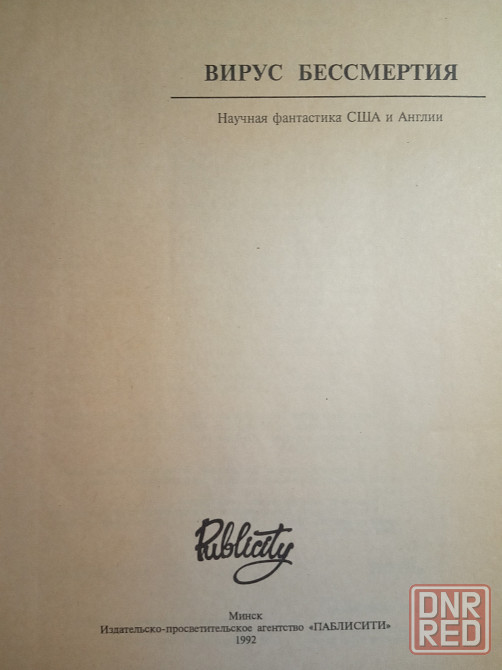 ВИРУС БЕССМЕРТИЯ
Научная фантастика США и Англии
Publicity
Минск
Издательско-просветительское агентство «ПАБЛИСИТИ»
1992
DNR
RED